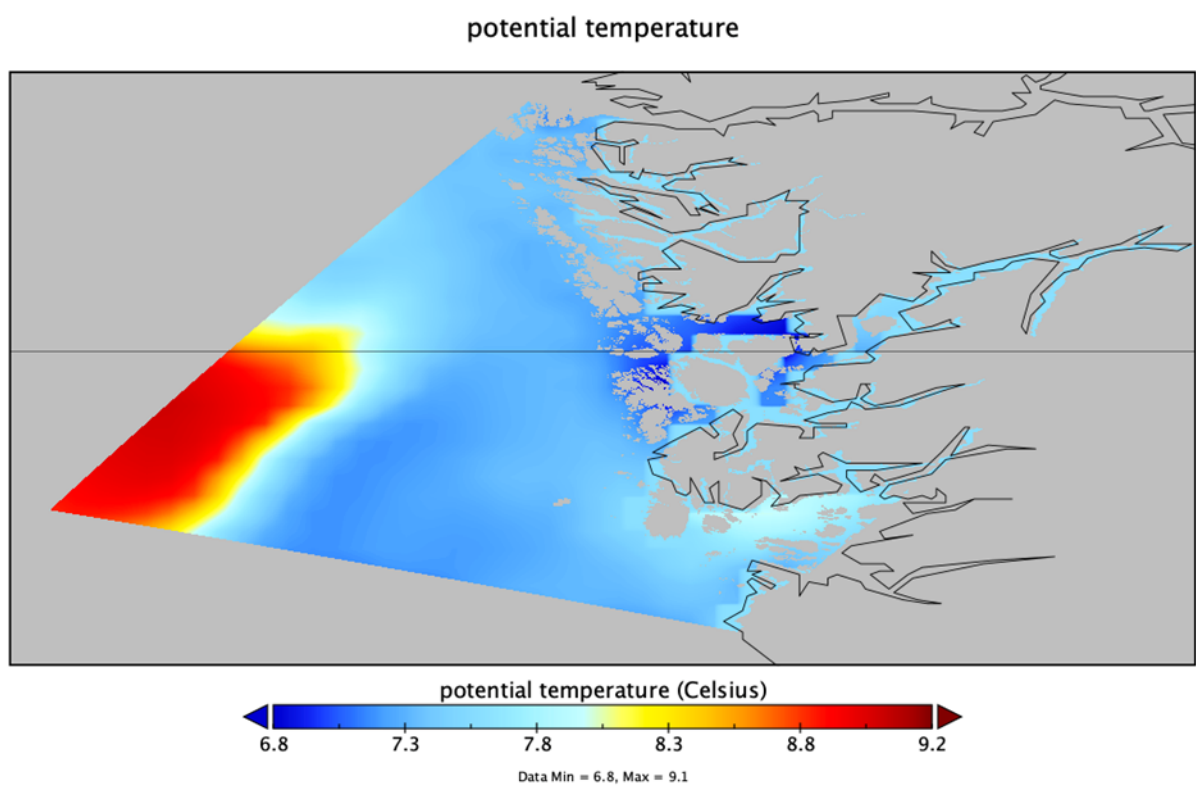 potential temperature
potential temperature (Celsius)
6.8 7.3 7.8 8.3 8.8 9.2
Data Min = 6.8, Max = 9.1